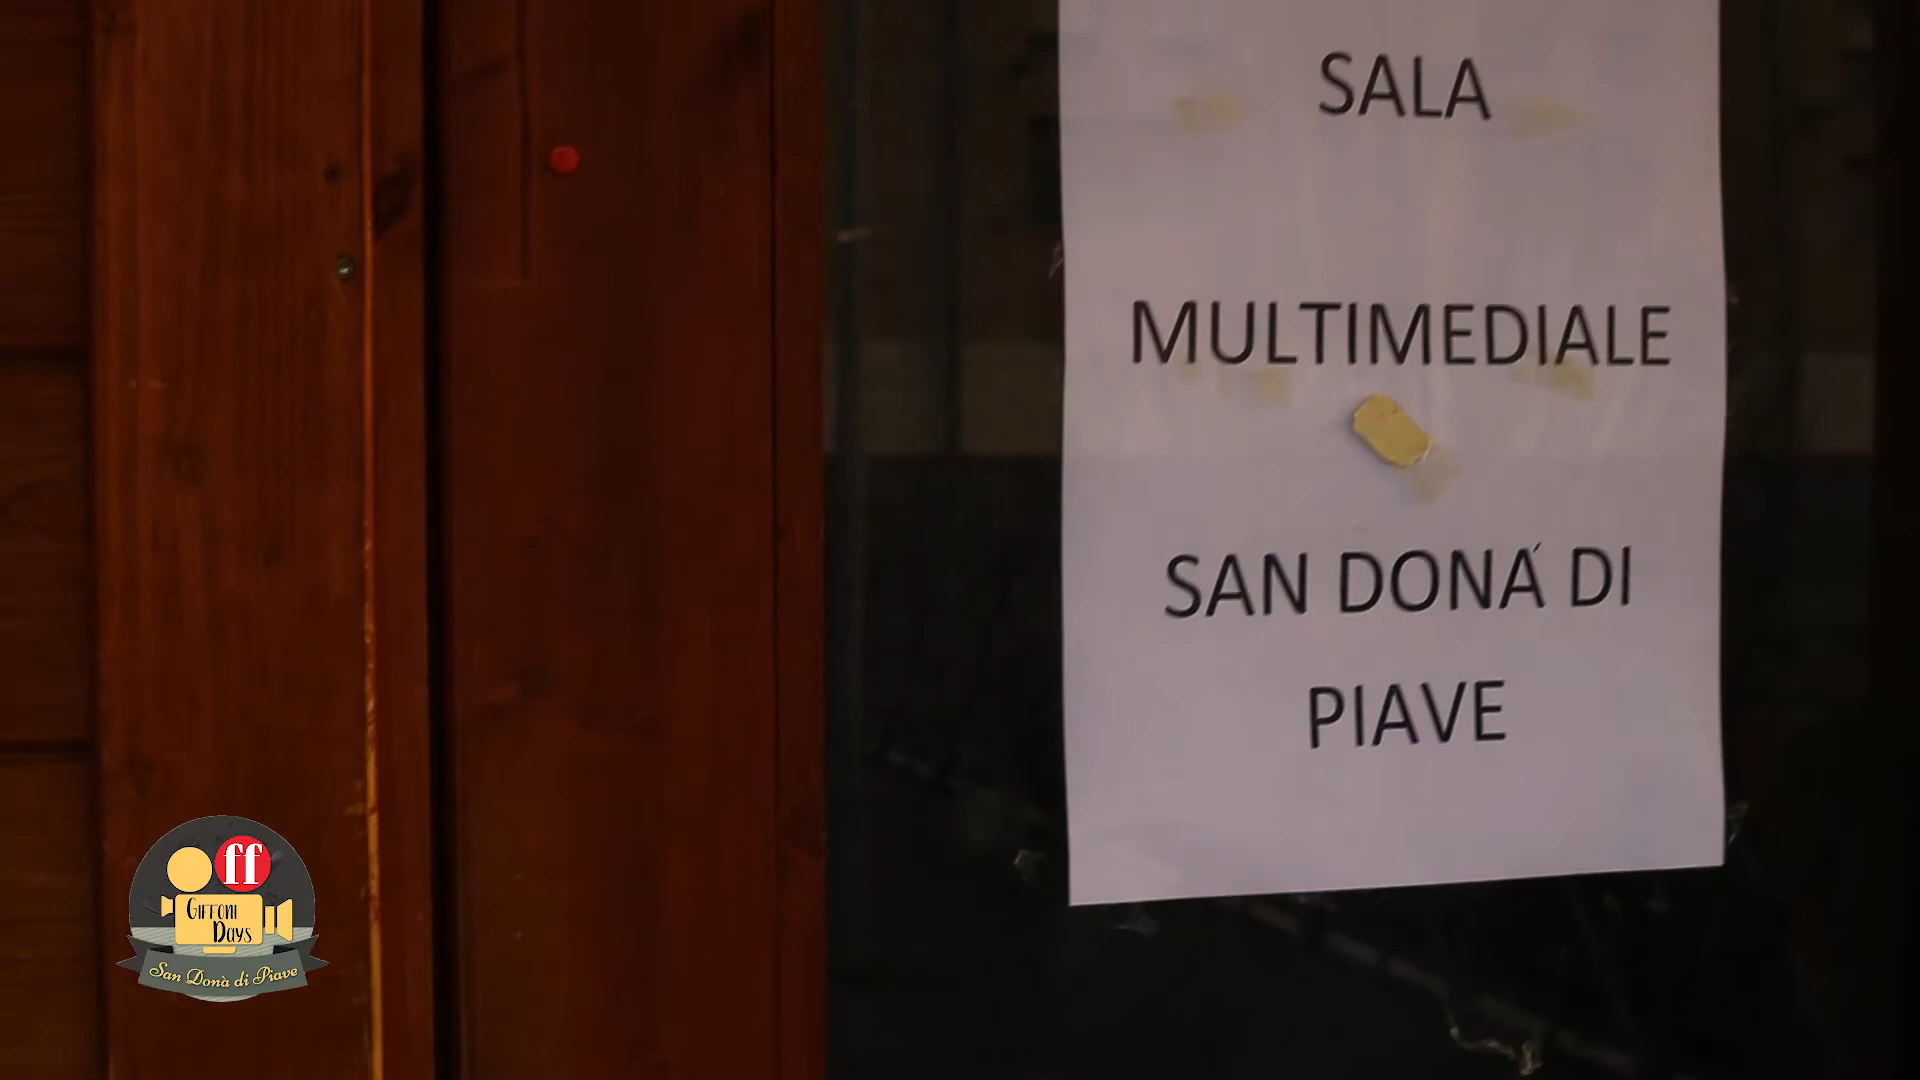 SALA
MULTIMEDIALE
SAN DONÁ DI
PIAVE
ff
GIFFONI
DAYS
San Donà di Piave